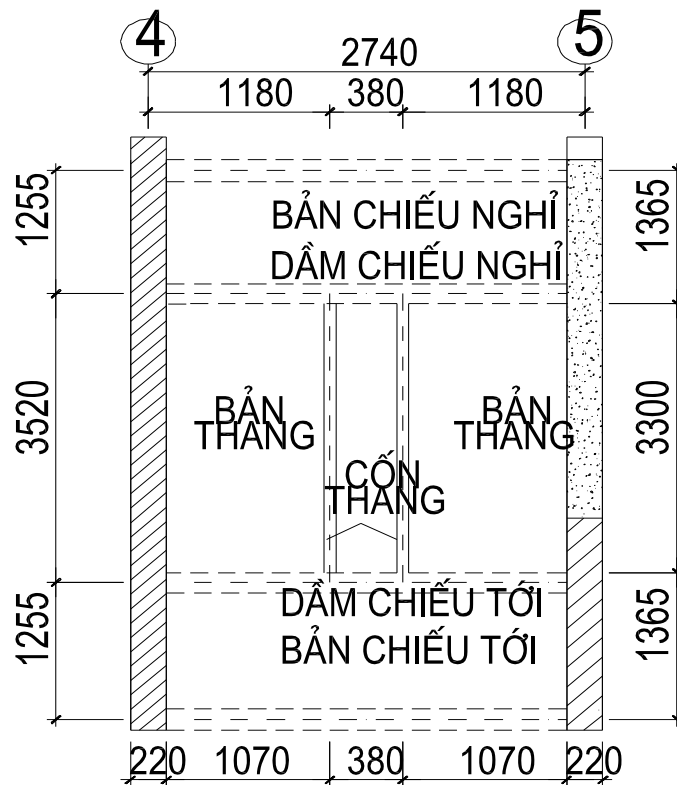 4 5
2740
1180 380 1180
1255 1365
BẢN CHIẾU NGHỈ
DẦM CHIẾU NGHỈ
3520 3300
BẢN THANG
BẢN THANG
CỐN THANG
DẦM CHIẾU TỚI
BẢN CHIẾU TỚI
1255 1365
220 1070 380 1070 220